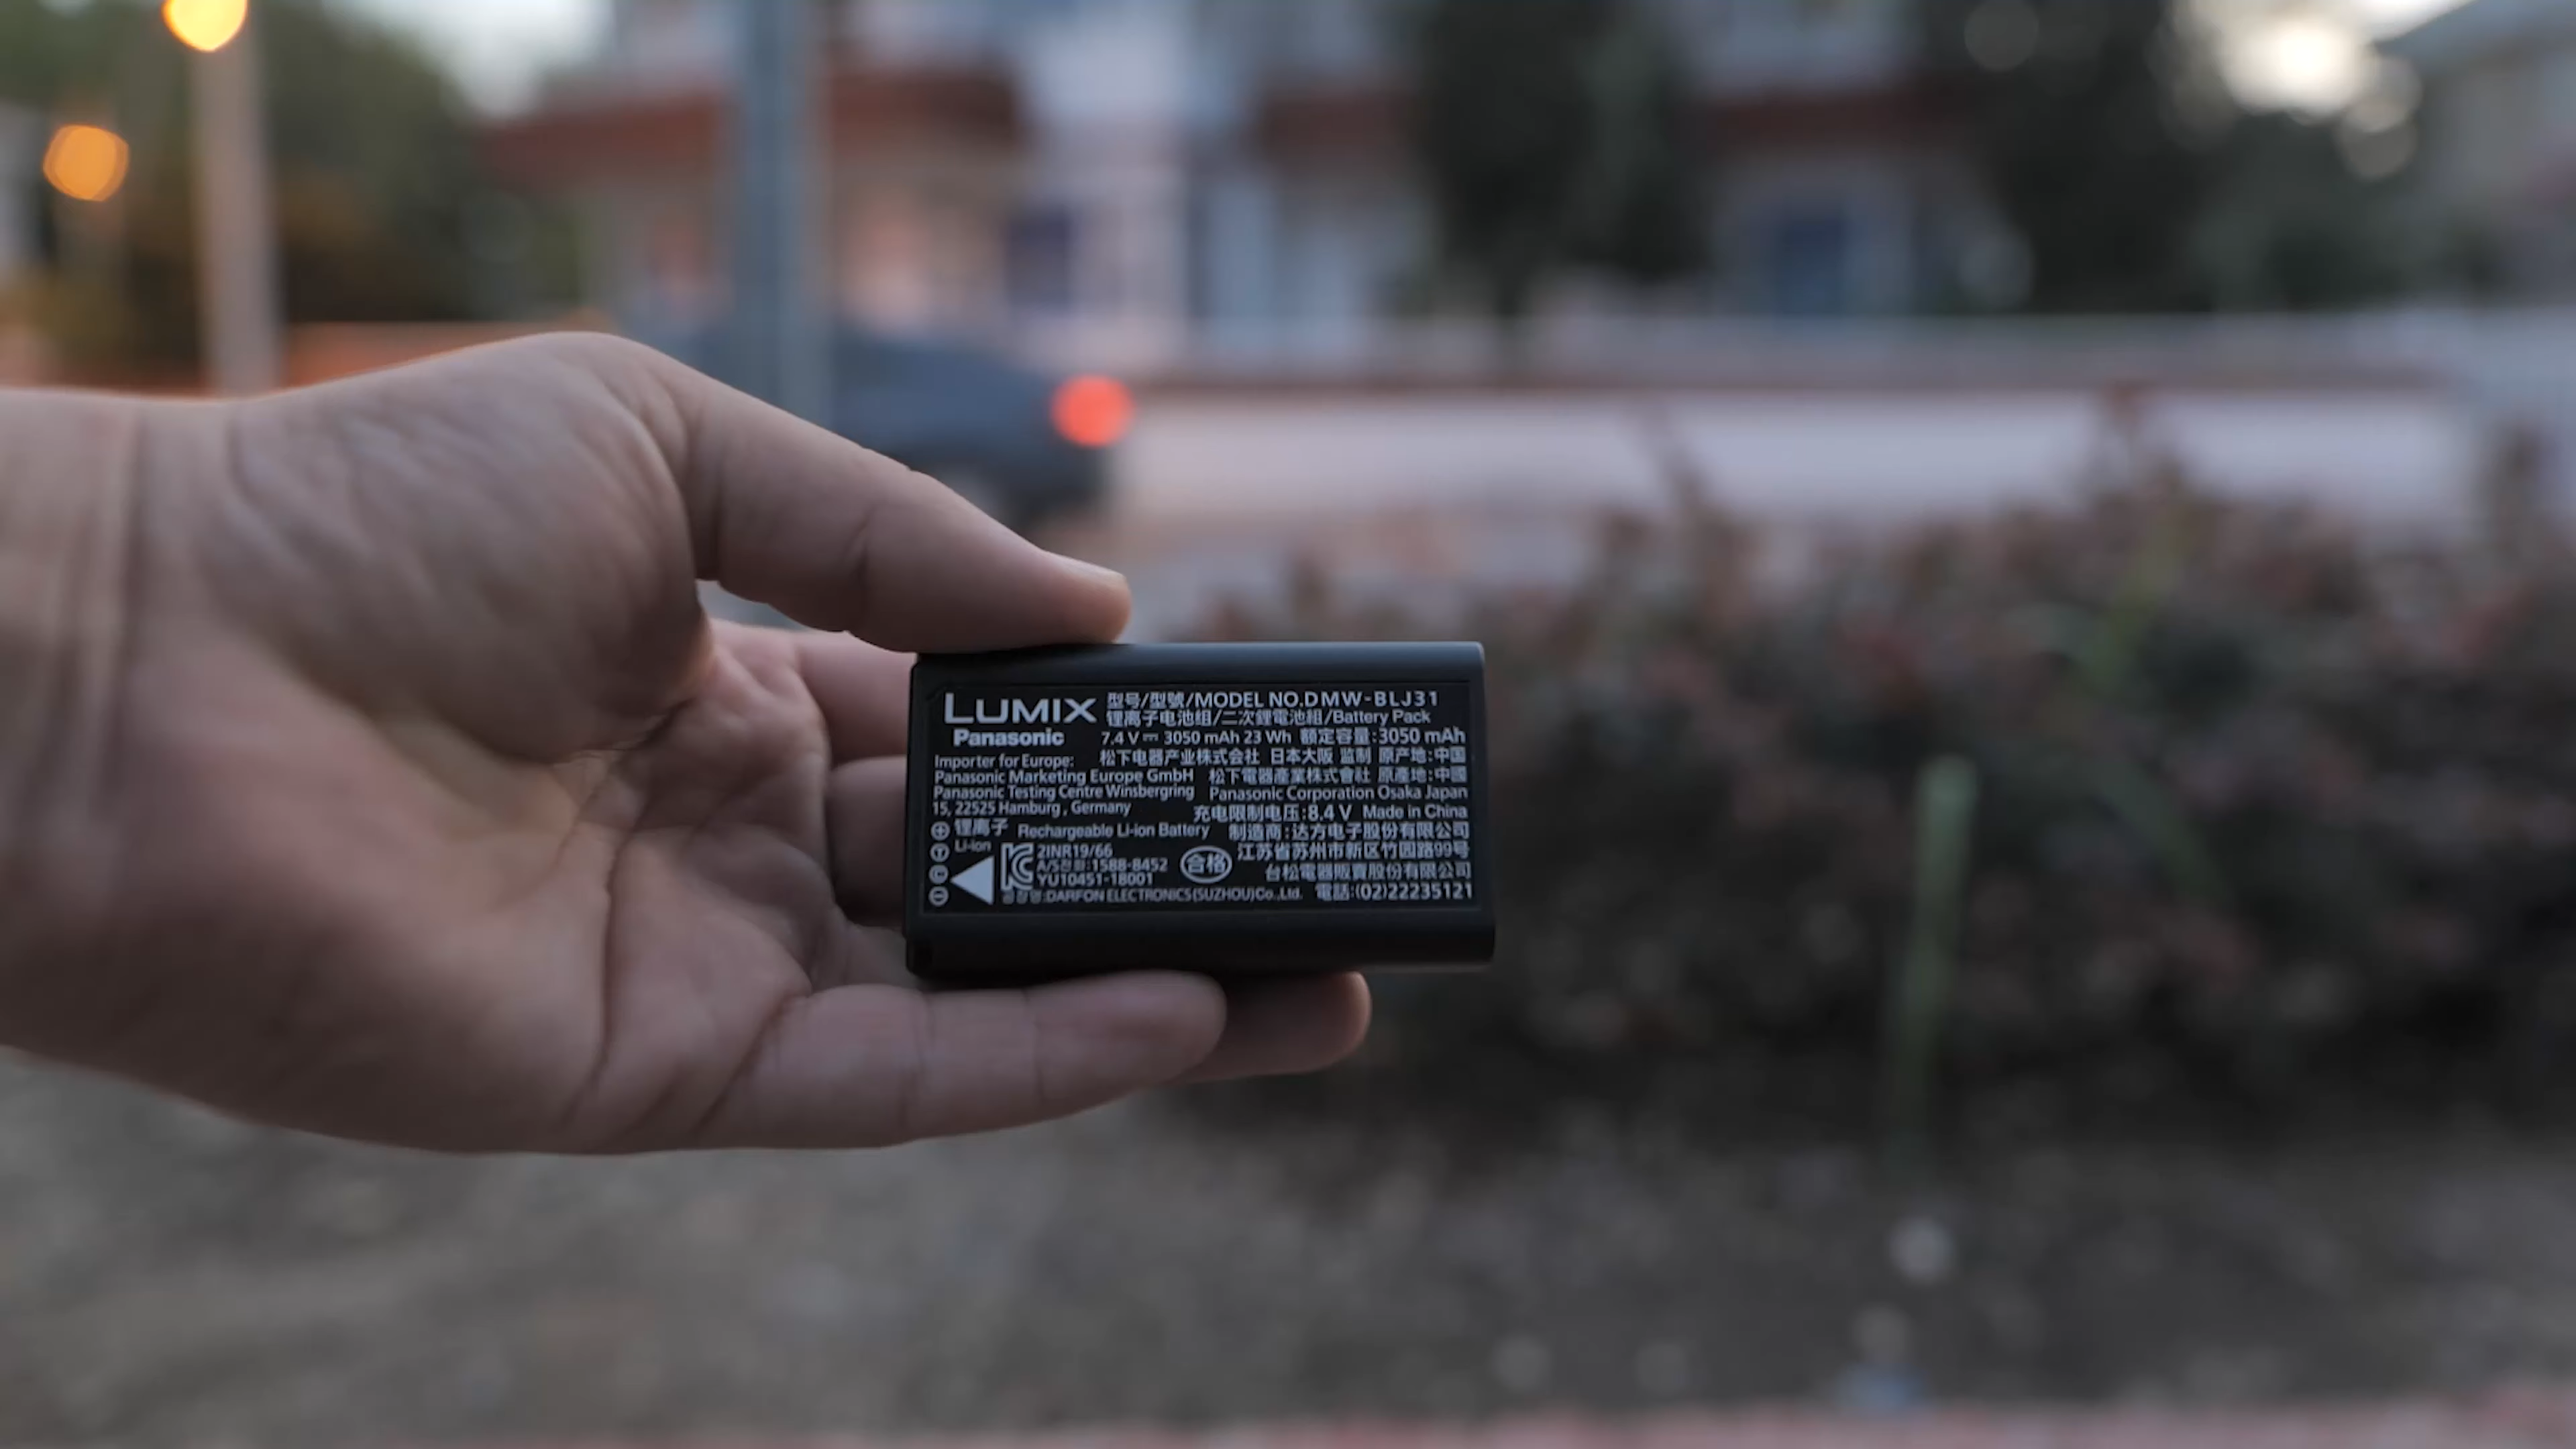 LUMIX
Panasonic
型号/型號/MODEL NO.DMW-BLJ31
锂离子电池组/二次鋰電池組/Battery Pack
7.4 V ⎓ 3050 mAh 23 Wh 額定容量:3050 mAh
松下电器产业株式会社 日本大阪 监制 原产地:中国
Importer for Europe:
Panasonic Marketing Europe GmbH 松下電器產業株式會社 原產地:中國
Panasonic Testing Centre Winsbergring Panasonic Corporation Osaka Japan
15, 22525 Hamburg, Germany 充电限制电压:8.4 V Made in China
锂离子 Rechargeable Li-ion Battery 制造商:达方电子股份有限公司
Li-ion
2INR19/66 江苏省苏州市新区竹园路99号
A/S전화:1588-8452 合格
YU10451-18001 台松電器販賣股份有限公司
:DARFON ELECTRONICS(SUZHOU)Co.,Ltd. 電話:(02)22235121